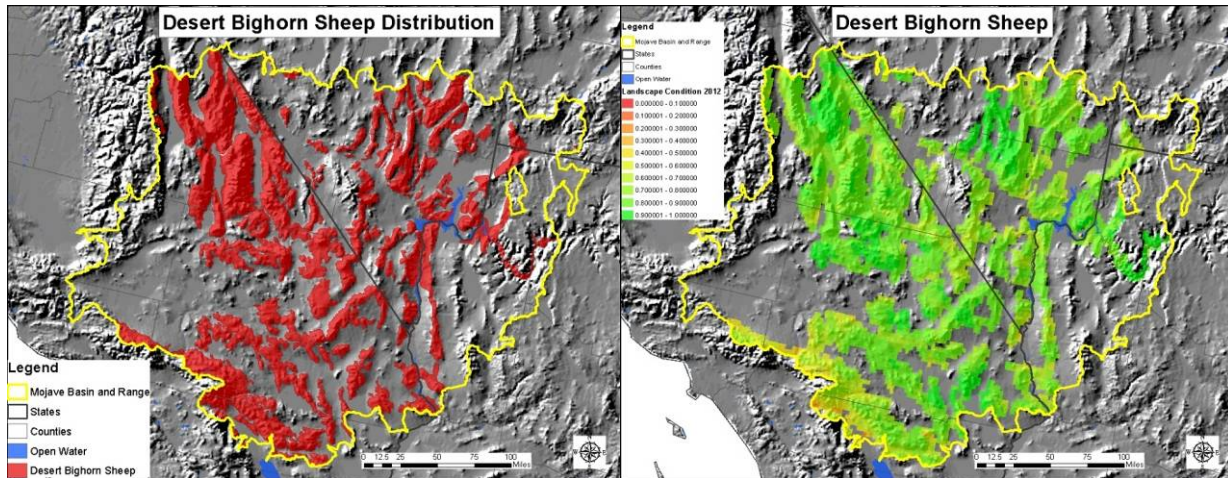 Desert Bighorn Sheep Distribution
Legend
Mojave Basin and Range
States
Counties
Open Water
Desert Bighorn Sheep
0 12.5 25 50 75 100
Miles
Desert Bighorn Sheep
Legend
Mojave Basin and Range
States
Counties
Open Water
Landscape Condition 2012
0.000000 - 0.100000
0.100001 - 0.200000
0.200001 - 0.300000
0.300001 - 0.400000
0.400001 - 0.500000
0.500001 - 0.600000
0.600001 - 0.700000
0.700001 - 0.800000
0.800001 - 0.900000
0.900001 - 1.000000
0 12.5 25 50 75 100
Miles